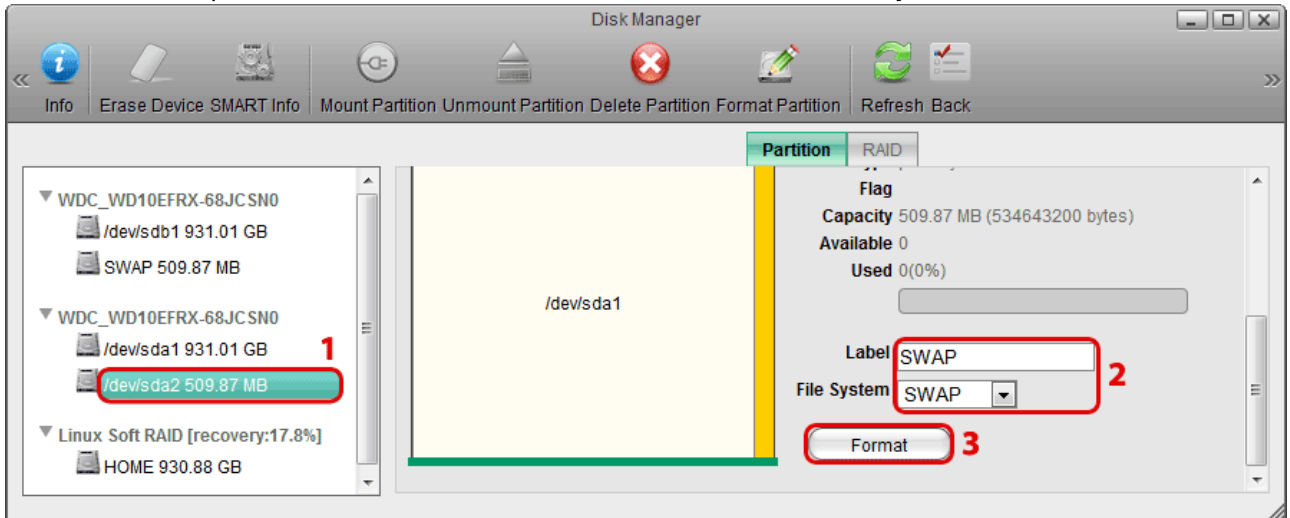 Disk Manager
Info Erase Device SMART Info Mount Partition Unmount Partition Delete Partition Format Partition Refresh Back
Partition RAID
WDC_WD10EFRX-68JCSN0
/dev/sdb1 931.01 GB
SWAP 509.87 MB
WDC_WD10EFRX-68JCSN0
/dev/sda1 931.01 GB
1
/dev/sda2 509.87 MB
Linux Soft RAID [recovery:17.8%]
HOME 930.88 GB
/dev/sda1
Flag
Capacity 509.87 MB (534643200 bytes)
Available 0
Used 0(0%)
Label SWAP
2
File System SWAP
Format 3